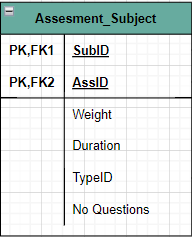 Assesment_Subject
PK,FK1 SubID
PK,FK2 AssID
Weight
Duration
TypeID
No Questions